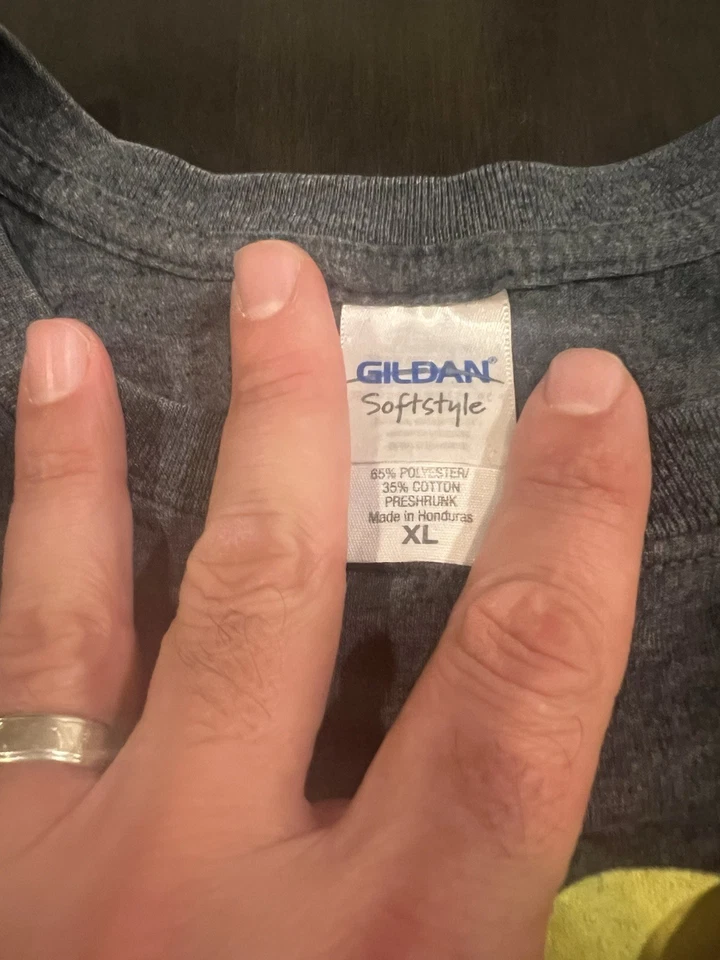 GILDAN®
Softstyle
65% POLYESTER/
35% COTTON
PRESHRUNK
Made in Honduras
XL